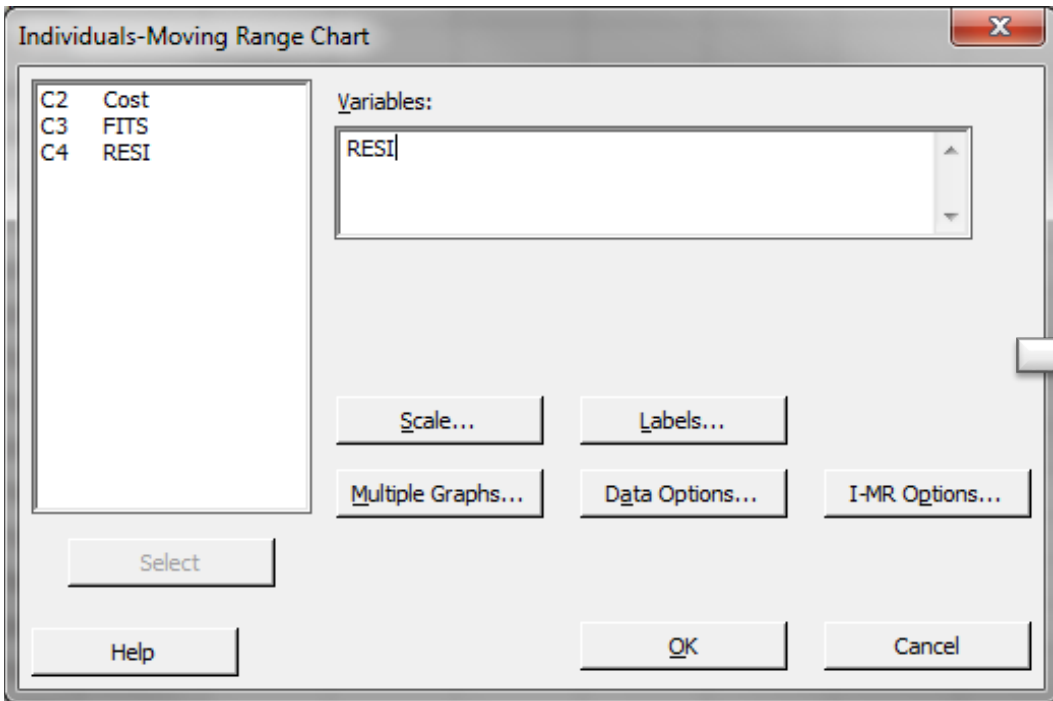 Individuals-Moving Range Chart
C2 Cost
C3 FITS
C4 RESI
Variables:
RESI
Scale...
Labels...
Multiple Graphs...
Data Options...
I-MR Options...
Select
Help
OK
Cancel